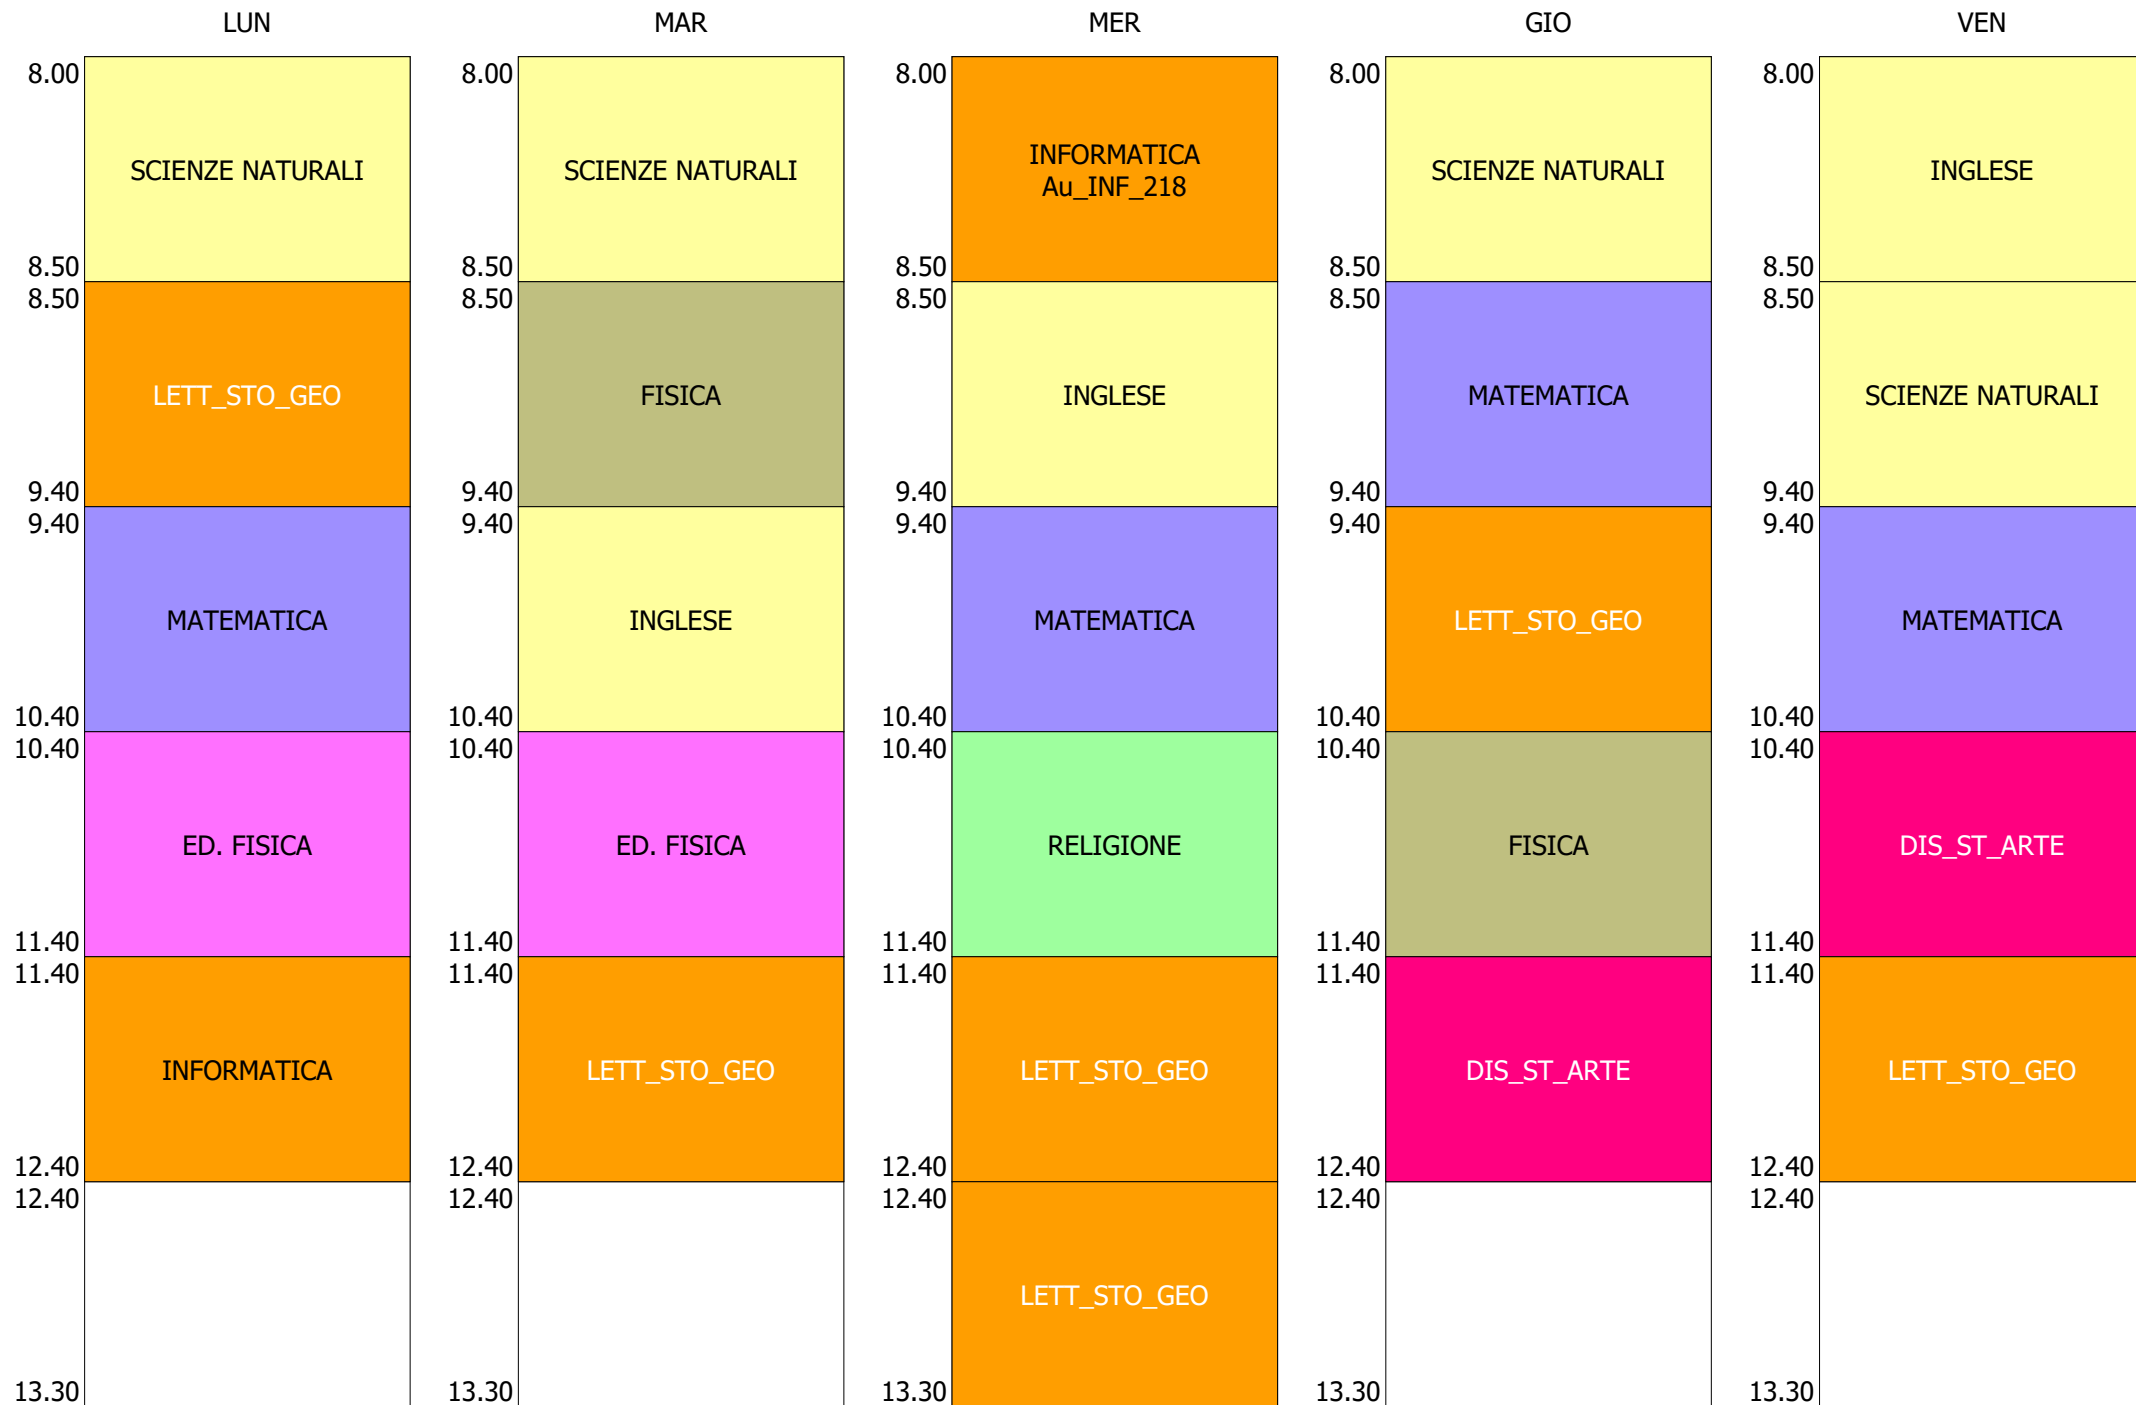 LUN MAR MER GIO VEN
8.00 8.00 8.00 8.00 8.00
SCIENZE NATURALI SCIENZE NATURALI INFORMATICA SCIENZE NATURALI INGLESE
Au_INF_218
8.50 8.50 8.50 8.50 8.50
8.50 8.50 8.50 8.50 8.50
LETT_STO_GEO FISICA INGLESE MATEMATICA SCIENZE NATURALI
9.40 9.40 9.40 9.40 9.40
9.40 9.40 9.40 9.40 9.40
MATEMATICA INGLESE MATEMATICA LETT_STO_GEO MATEMATICA
10.40 10.40 10.40 10.40 10.40
10.40 10.40 10.40 10.40 10.40
ED. FISICA ED. FISICA RELIGIONE FISICA DIS_ST_ARTE
11.40 11.40 11.40 11.40 11.40
11.40 11.40 11.40 11.40 11.40
INFORMATICA LETT_STO_GEO LETT_STO_GEO DIS_ST_ARTE LETT_STO_GEO
12.40 12.40 12.40 12.40 12.40
12.40 12.40 12.40 12.40 12.40
LETT_STO_GEO
13.30 13.30 13.30 13.30 13.30